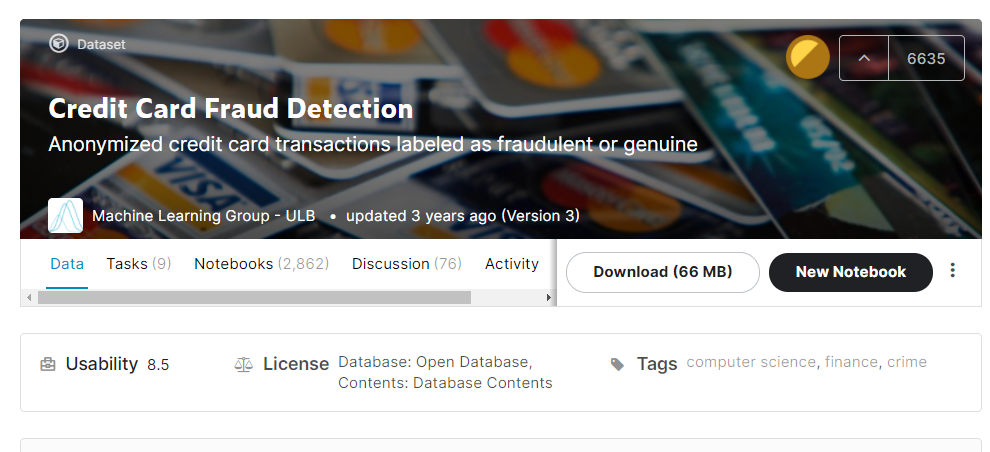 Dataset
6635
Credit Card Fraud Detection
Anonymized credit card transactions labeled as fraudulent or genuine
VISA
Machine Learning Group - ULB • updated 3 years ago (Version 3)
Data Tasks (9) Notebooks (2,862) Discussion (76) Activity
Download (66 MB) New Notebook
Usability 8.5
License Database: Open Database,
Contents: Database Contents
Tags computer science, finance, crime